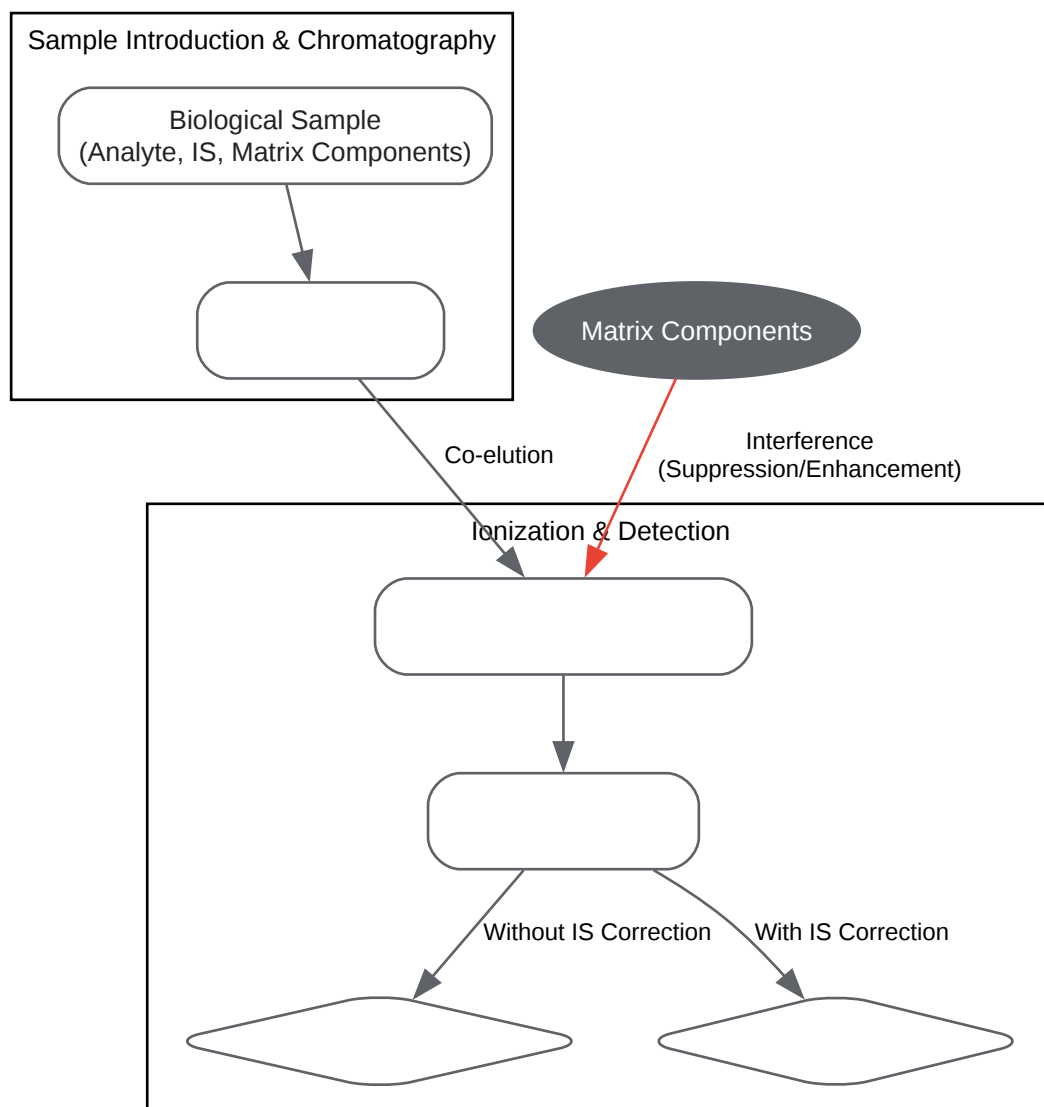 Sample Introduction & Chromatography
Biological Sample
(Analyte, IS, Matrix Components)
Matrix Components
Co-elution
Interference
(Suppression/Enhancement)
Ionization & Detection
Without IS Correction
With IS Correction